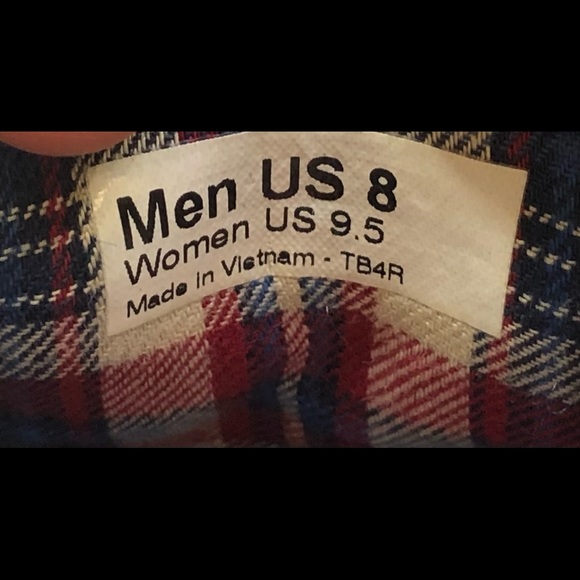 Men US 8
Women US 9.5
Made in Vietnam - TB4R